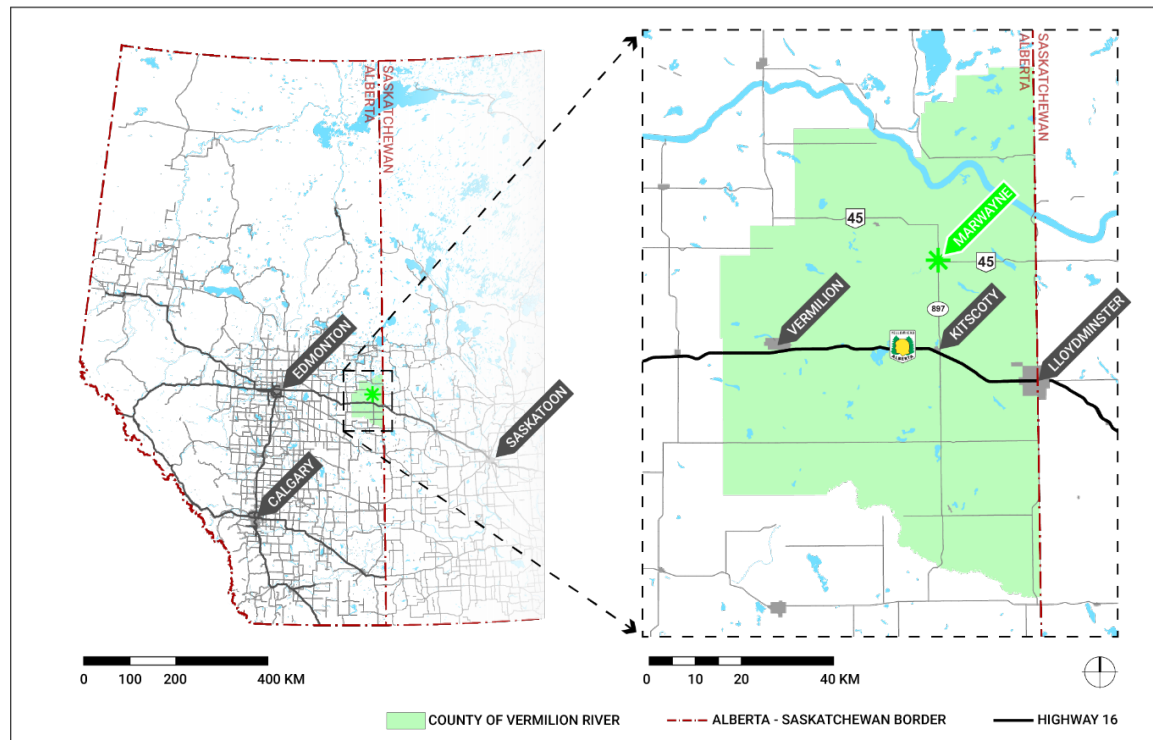 SASKATCHEWAN
ALBERTA
EDMONTON
SASKATOON
CALGARY
0 100 200 400 KM
SASKATCHEWAN
ALBERTA
45
MARWAYNE
45
897
VERMILION
KITSCOTY
ALBERTA
LLOYDMINSTER
0 10 20 40 KM
COUNTY OF VERMILION RIVER
ALBERTA - SASKATCHEWAN BORDER
HIGHWAY 16